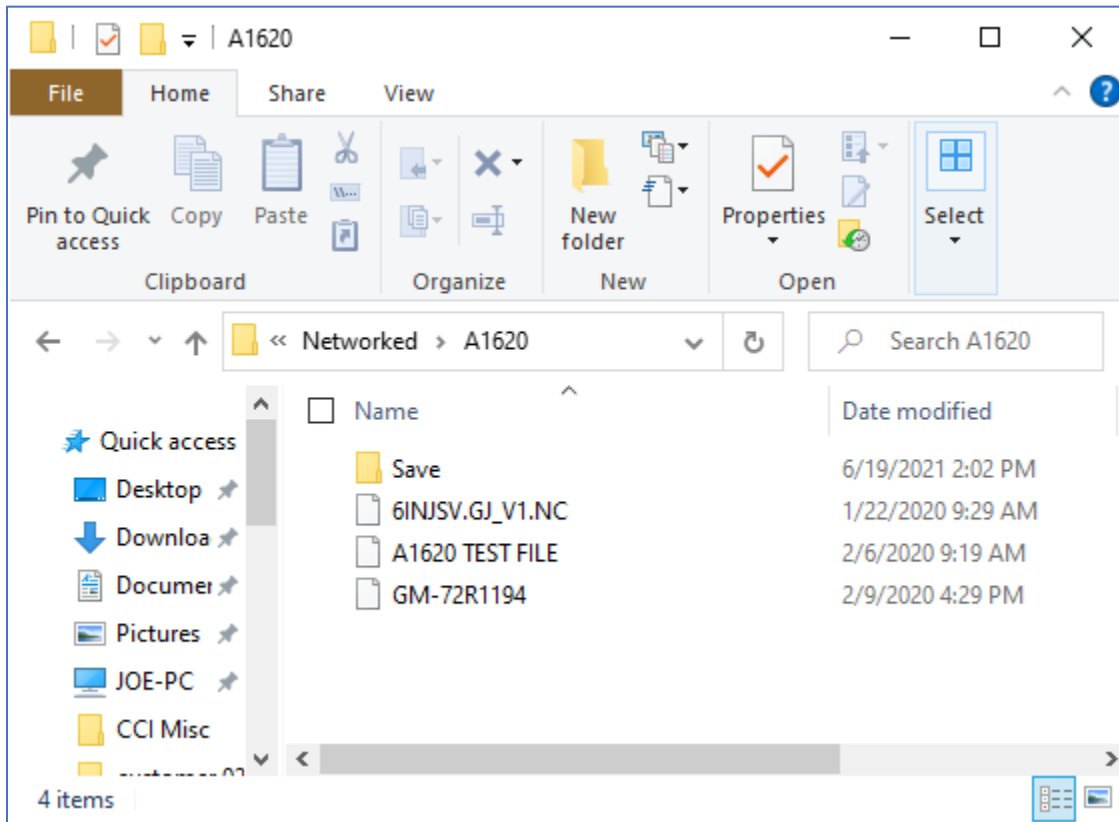 A1620
File Home Share View
Pin to Quick access
Copy
Paste
Clipboard
Organize
New folder
New
Properties
Open
Select
Networked > A1620
Search A1620
Name Date modified
Quick access
Desktop
Downloa
Documer
Pictures
JOE-PC
CCI Misc
Save 6/19/2021 2:02 PM
6INJSV.GJ_V1.NC 1/22/2020 9:29 AM
A1620 TEST FILE 2/6/2020 9:19 AM
GM-72R1194 2/9/2020 4:29 PM
4 items